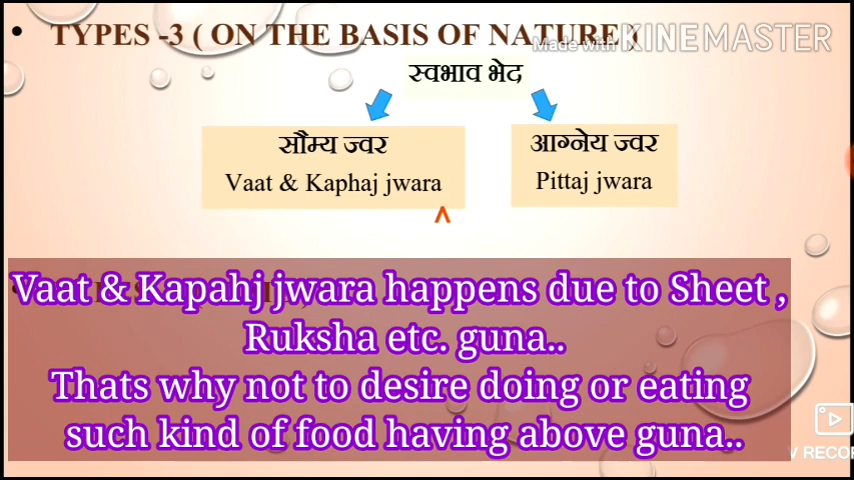 • TYPES -3 ( ON THE BASIS OF NATURE )
Made with KINEMASTER
स्वभाव भेद
सौम्य ज्वर
Vaat & Kaphaj jwara
आग्नेय ज्वर
Pittaj jwara
^
Vaat & Kapahj jwara happens due to Sheet ,
Ruksha etc. guna..
Thats why not to desire doing or eating
such kind of food having above guna..
V RECO